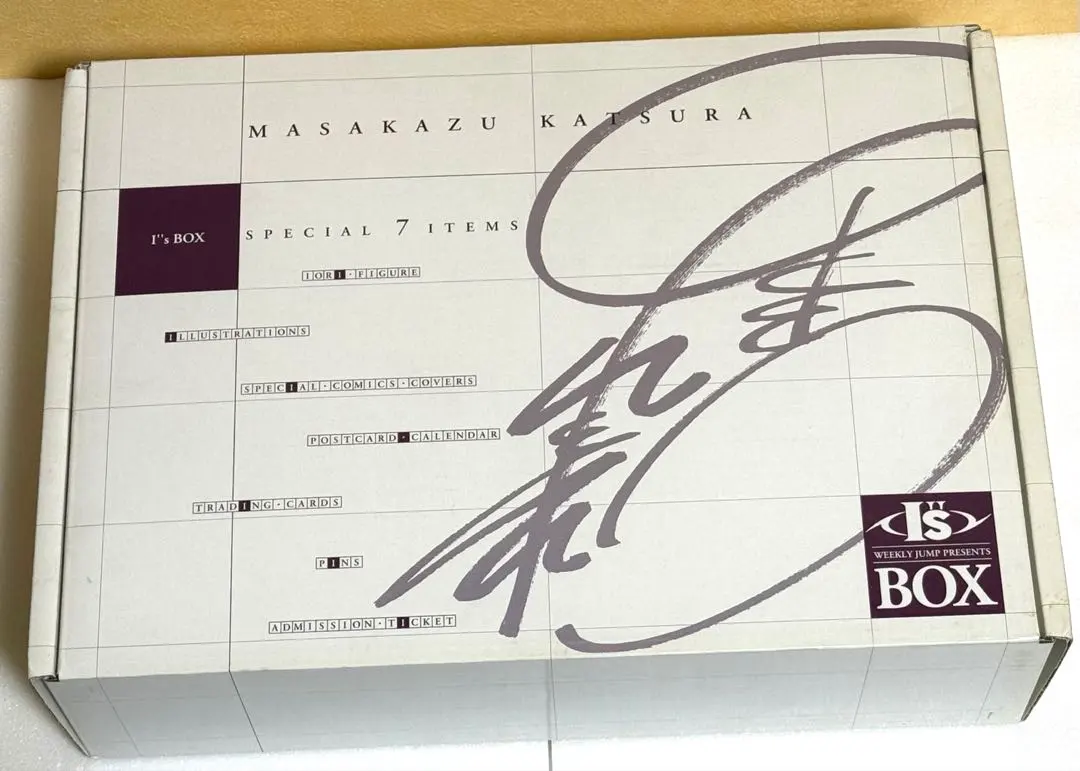 MASAKAZU KATSURA
I''s BOX
SPECIAL 7 ITEMS
IORI・FIGURE
ILLUSTRATIONS
SPECIAL・COMICS・COVERS
POSTCARD・CALENDAR
TRADING・CARDS
PINS
ADMISSION・TICKET
I''s
WEEKLY JUMP PRESENTS
BOX